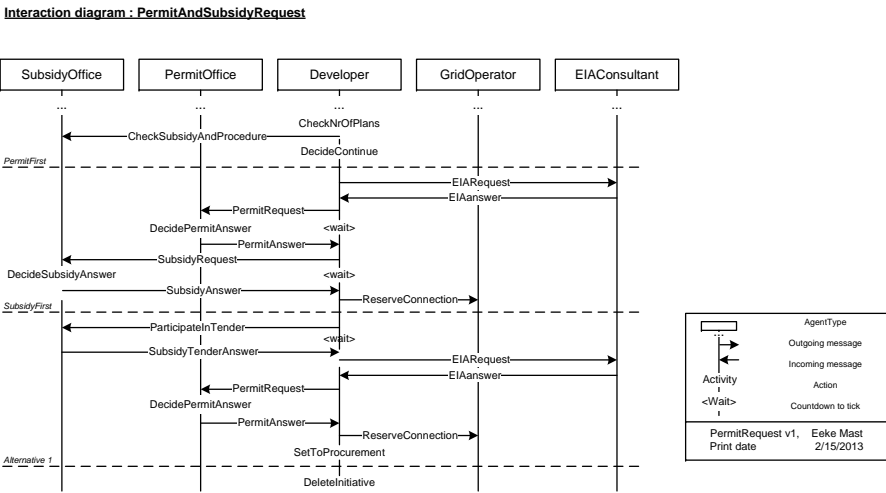 Interaction diagram : PermitAndSubsidyRequest
SubsidyOffice
PermitOffice
Developer
GridOperator
EIAConsultant
...
...
...
...
...
CheckNrOfPlans
CheckSubsidyAndProcedure
DecideContinue
PermitFirst
EIARequest
EIAanswer
PermitRequest
DecidePermitAnswer
<wait>
PermitAnswer
SubsidyRequest
DecideSubsidyAnswer
<wait>
SubsidyAnswer
ReserveConnection
SubsidyFirst
ParticipateInTender
<wait>
SubsidyTenderAnswer
EIARequest
EIAanswer
PermitRequest
DecidePermitAnswer
PermitAnswer
ReserveConnection
SetToProcurement
Alternative 1
DeleteInitiative
AgentType
...
Outgoing message
Incoming message
Activity
Action
<Wait>
Countdown to tick
PermitRequest v1, Eeke Mast
Print date 2/15/2013